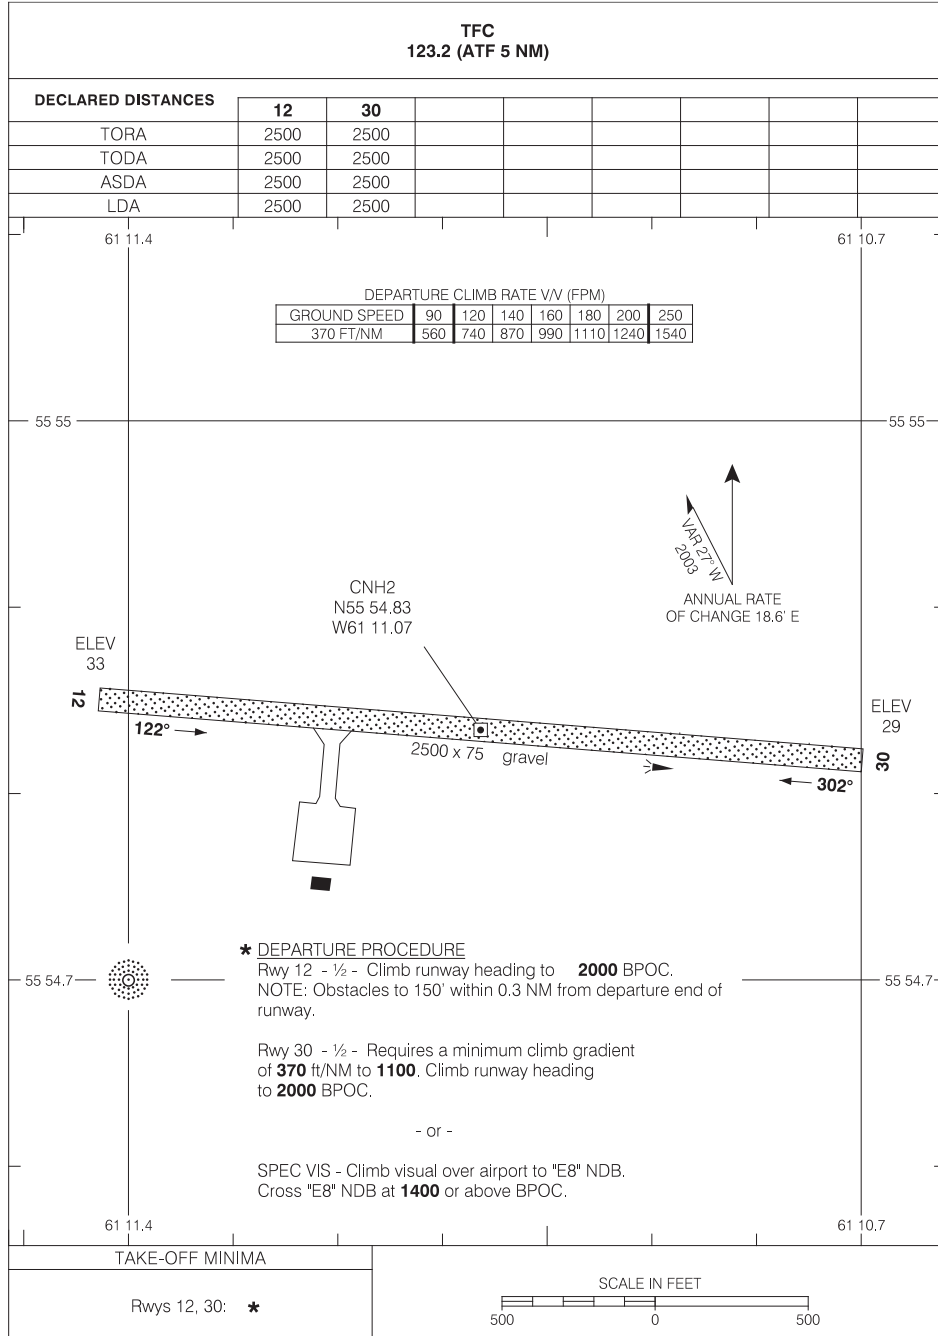 TFC
123.2 (ATF 5 NM)
DECLARED DISTANCES 12 30
TORA 2500 2500
TODA 2500 2500
ASDA 2500 2500
LDA 2500 2500
61 11.4 61 10.7
DEPARTURE CLIMB RATE V/V (FPM)
GROUND SPEED 90 120 140 160 180 200 250
370 FT/NM 560 740 870 990 1110 1240 1540
55 55 55 55
VAR 27° W
2003
ANNUAL RATE
OF CHANGE 18.6' E
CNH2
N55 54.83
W61 11.07
ELEV
33
12
122°
2500 x 75 gravel
ELEV
29
30
302°
* DEPARTURE PROCEDURE
Rwy 12 - ½ - Climb runway heading to 2000 BPOC.
55 54.7 55 54.7
NOTE: Obstacles to 150' within 0.3 NM from departure end of
runway.
Rwy 30 - ½ - Requires a minimum climb gradient
of 370 ft/NM to 1100. Climb runway heading
to 2000 BPOC.
- or -
SPEC VIS - Climb visual over airport to "E8" NDB.
Cross "E8" NDB at 1400 or above BPOC.
61 11.4 61 10.7
TAKE-OFF MINIMA
Rwys 12, 30: *
SCALE IN FEET
500 0 500